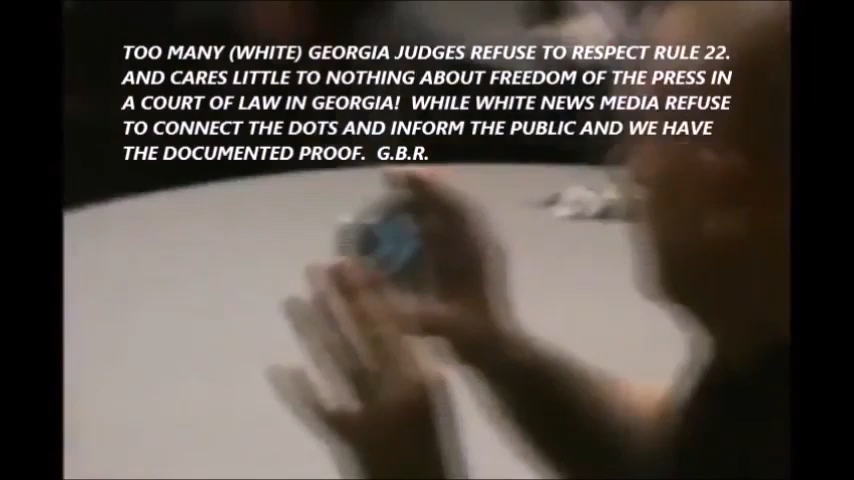 TOO MANY (WHITE) GEORGIA JUDGES REFUSE TO RESPECT RULE 22.
AND CARES LITTLE TO NOTHING ABOUT FREEDOM OF THE PRESS IN
A COURT OF LAW IN GEORGIA! WHILE WHITE NEWS MEDIA REFUSE
TO CONNECT THE DOTS AND INFORM THE PUBLIC AND WE HAVE
THE DOCUMENTED PROOF. G.B.R.